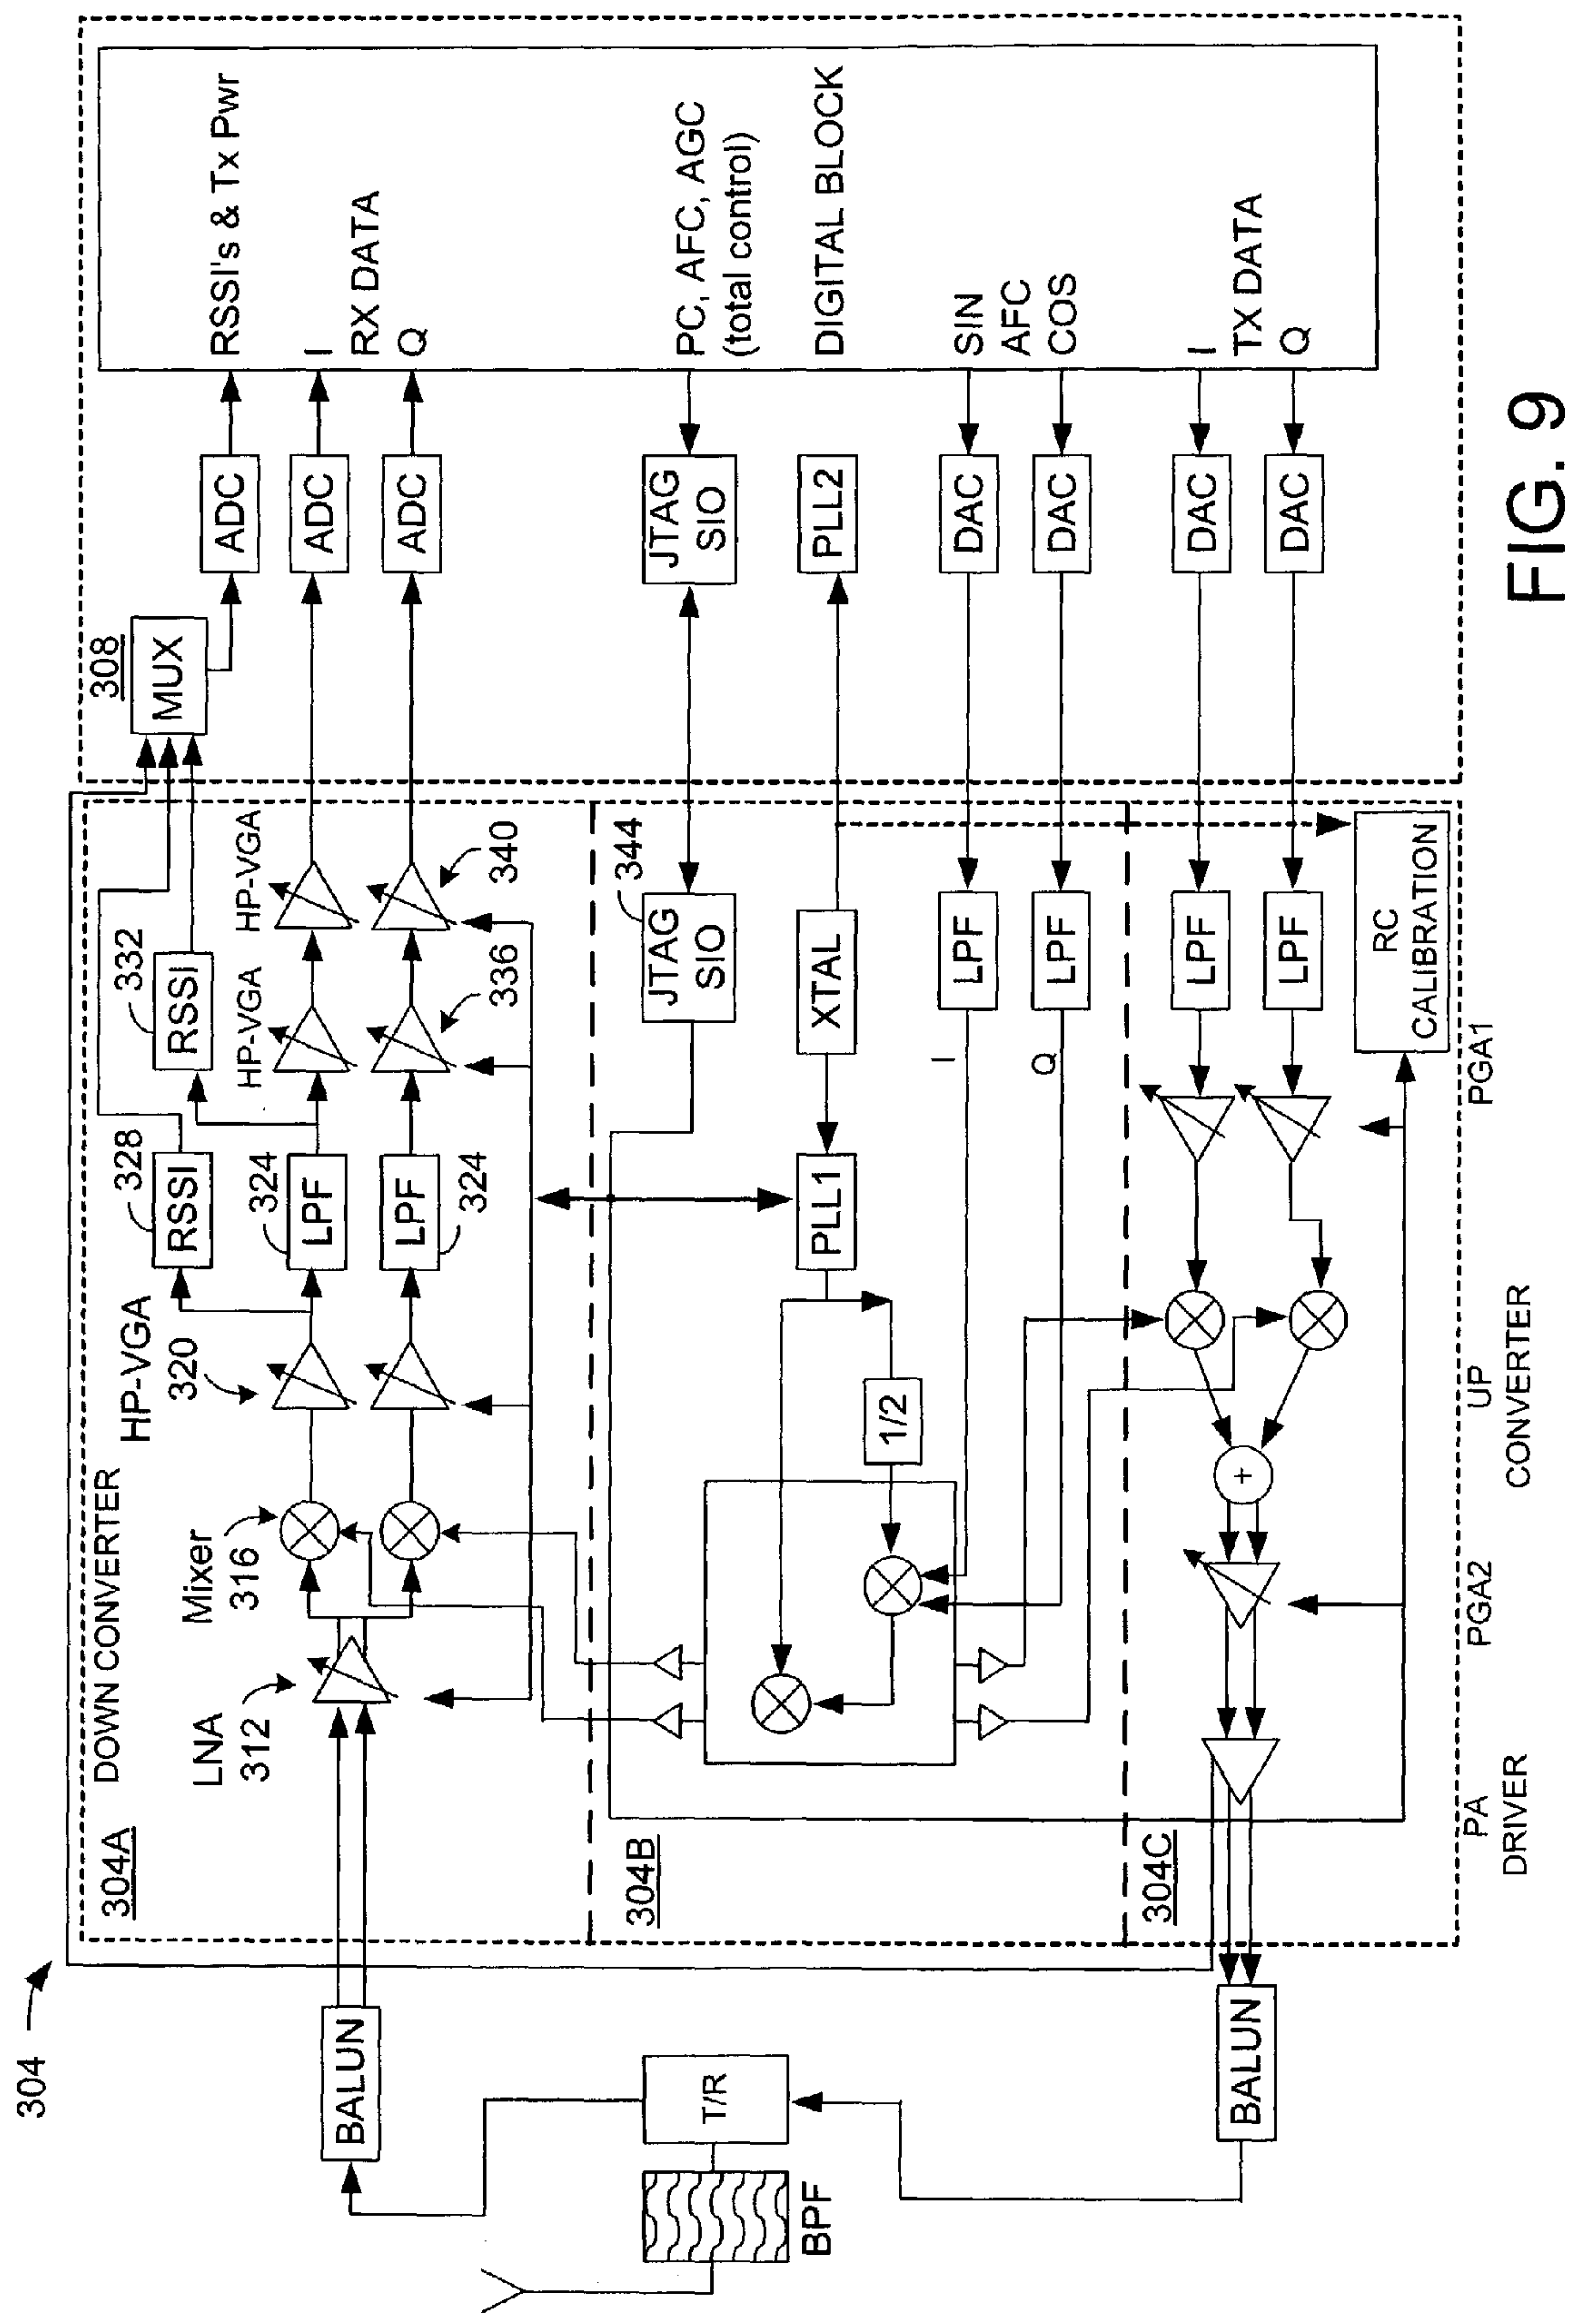 304
BPF
T/R
BALUN
BALUN
304A
DOWN CONVERTER
LNA
312
Mixer
316
HP-VGA
320
RSSI
328
LPF
324
LPF
324
RSSI
332
HP-VGA
HP-VGA
336
340
304B
1/2
PLL1
XTAL
JTAG
SIO
344
I
Q
LPF
LPF
304C
+
LPF
LPF
RC
CALIBRATION
PA
DRIVER
PGA2
UP
CONVERTER
PGA1
308
MUX
ADC
ADC
ADC
JTAG
SIO
PLL2
DAC
DAC
DAC
DAC
RSSI's & Tx Pwr
I
RX DATA
Q
PC, AFC, AGC
(total control)
DIGITAL BLOCK
SIN
AFC
COS
I
TX DATA
Q
FIG. 9